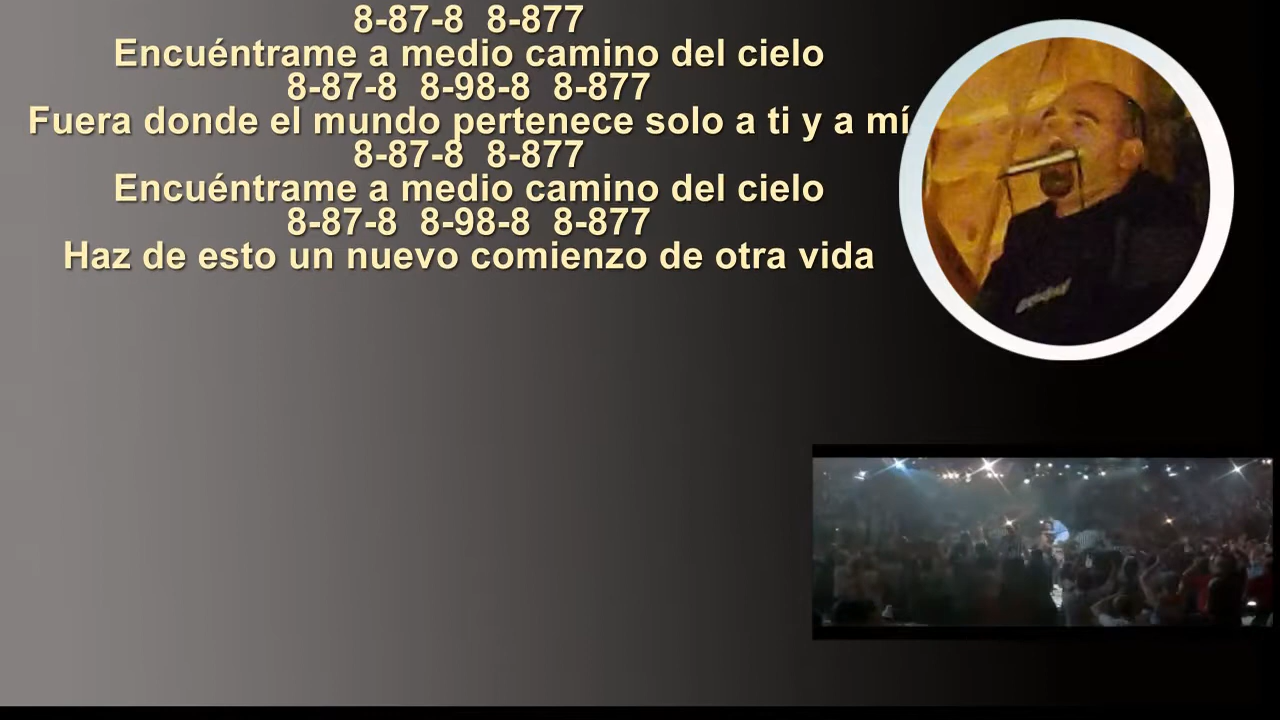 8-87-8  8-877
Encuéntrame a medio camino del cielo
8-87-8  8-98-8  8-877
Fuera donde el mundo pertenece solo a ti y a mí
8-87-8  8-877
Encuéntrame a medio camino del cielo
8-87-8  8-98-8  8-877
Haz de esto un nuevo comienzo de otra vida